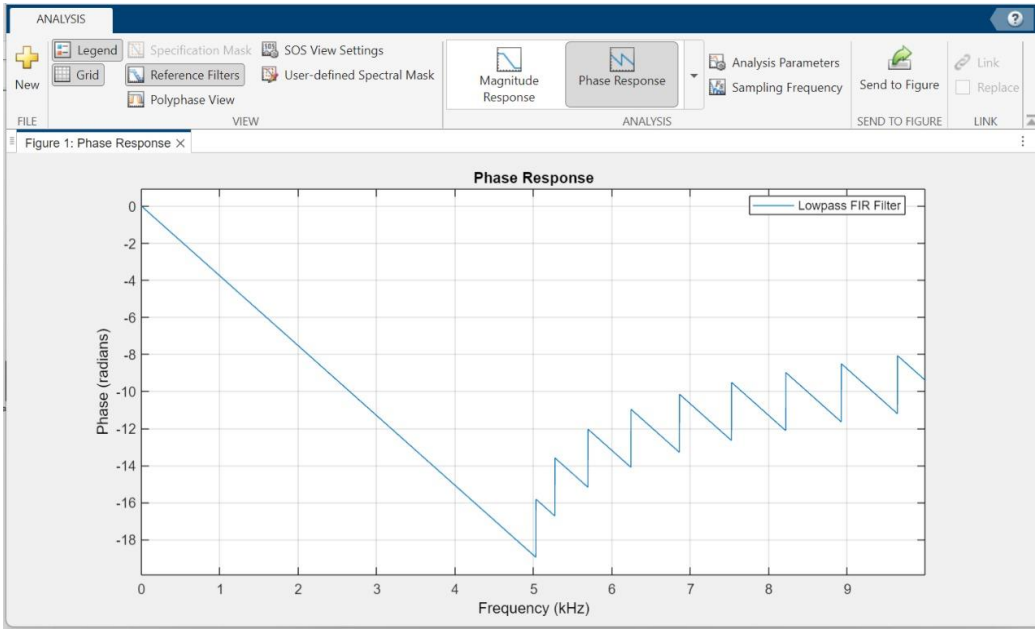 ANALYSIS
?
New
Legend
Grid
Specification Mask
Reference Filters
Polyphase View
SOS View Settings
User-defined Spectral Mask
Magnitude
Response
Phase Response
Analysis Parameters
Sampling Frequency
Send to Figure
Link
Replace
FILE
VIEW
ANALYSIS
SEND TO FIGURE
LINK
Figure 1: Phase Response ×
Phase Response
Lowpass FIR Filter
Phase (radians)
0
-2
-4
-6
-8
-10
-12
-14
-16
-18
0 1 2 3 4 5 6 7 8 9
Frequency (kHz)